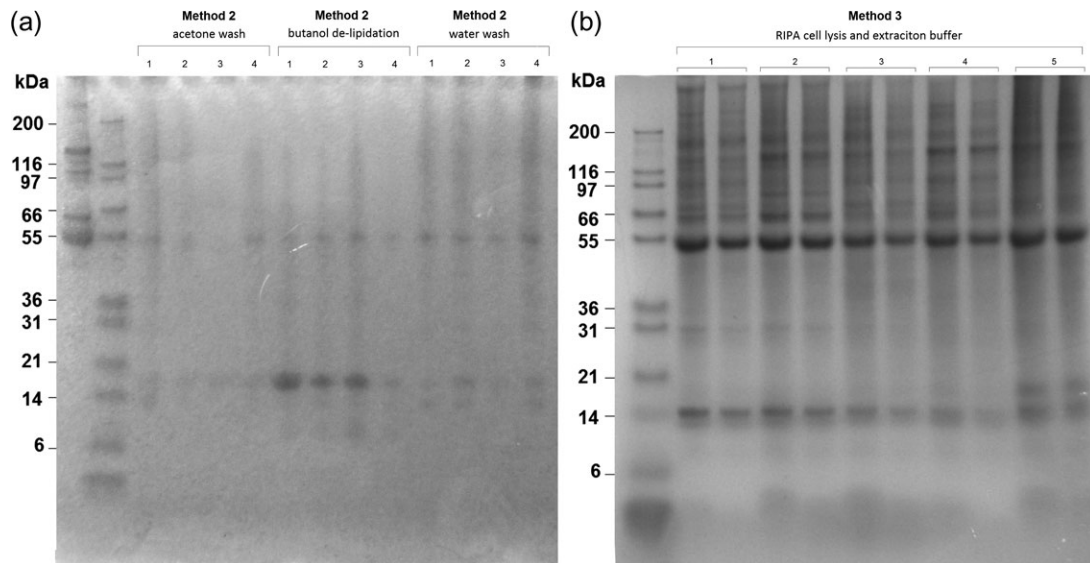 (a)
Method 2 Method 2 Method 2
acetone wash butanol de-lipidation water wash
1 2 3 4 1 2 3 4 1 2 3 4
kDa
200
116
97
66
55
36
31
21
14
6
(b)
Method 3
RIPA cell lysis and extraciton buffer
1 2 3 4 5
kDa
200
116
97
66
55
36
31
21
14
6